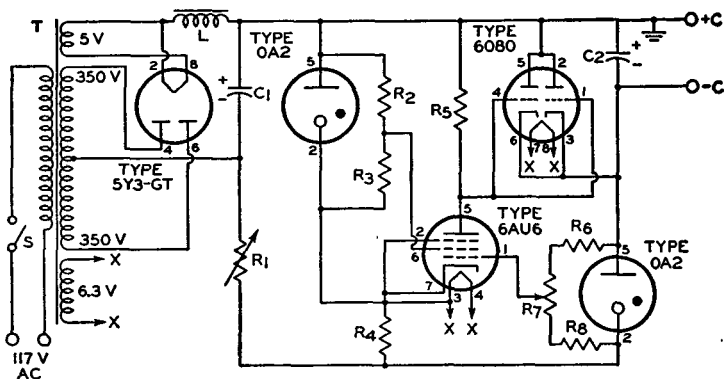 T
5 V
350 V
350 V
6.3 V
X
X
S
117 V
AC
L
2
8
4
6
TYPE
5Y3-GT
+
-
C1
R1
TYPE
0A2
5
2
R2
R3
R4
R5
5
TYPE
6AU6
2
6
7
3
4
1
X
X
TYPE
6080
5
2
4
1
6
7
8
3
X
X
C2
+
-
+C
-C
R6
R7
R8
TYPE
0A2
5
2